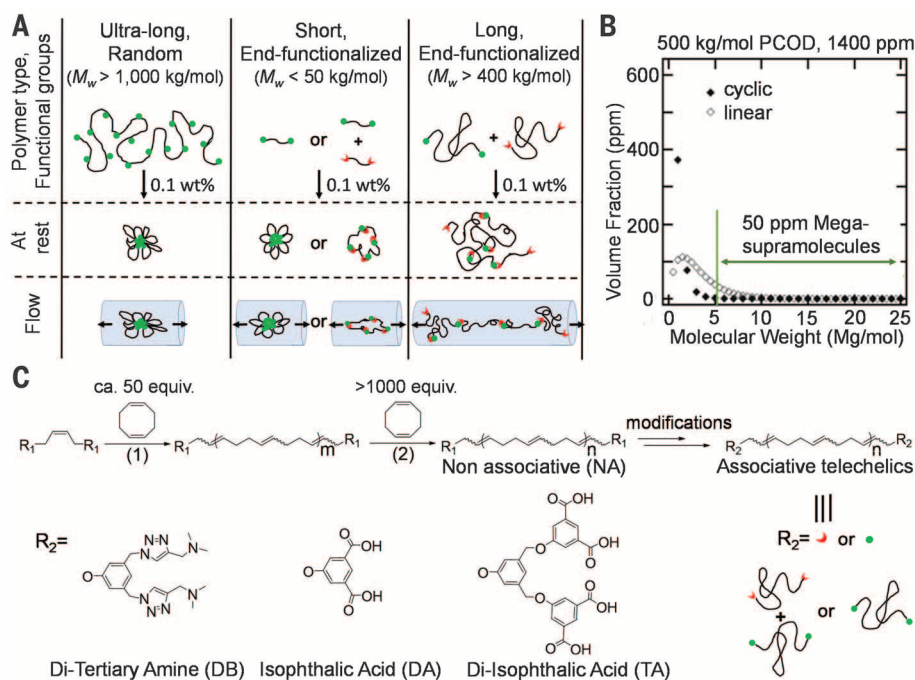 A
Polymer type,
Functional groups
Ultra-long,
Random
(Mw > 1,000 kg/mol)
Short,
End-functionalized
(Mw < 50 kg/mol)
Long,
End-functionalized
(Mw > 400 kg/mol)
or
+
+
0.1 wt%
0.1 wt%
0.1 wt%
At
rest
or
Flow
or
B
500 kg/mol PCOD, 1400 ppm
Volume Fraction (ppm)
600
400
200
0
cyclic
linear
50 ppm Mega-
supramolecules
0 5 10 15 20 25
Molecular Weight (Mg/mol)
C
ca. 50 equiv.
>1000 equiv.
modifications
R1 R1
(1)
R1 m R1
(2)
R1 n R1
R2 n R2
Non associative (NA)
Associative telechelics
R2=
O
N
N=N
N
N=N
N
N
O
O
OH
OH
O
O
O
O
O
OH
O
OH
O
OH
O
OH
O
R2= or
+
or
Di-Tertiary Amine (DB)
Isophthalic Acid (DA)
Di-Isophthalic Acid (TA)